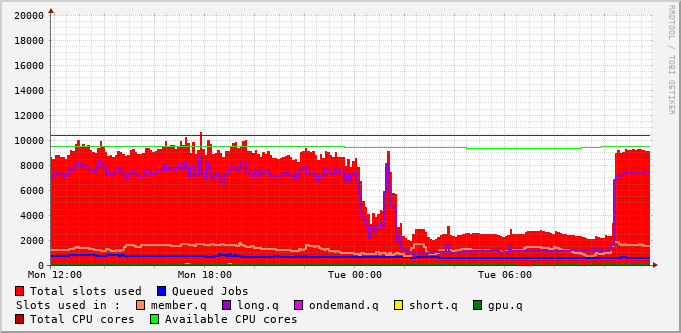 20000
18000
16000
14000
12000
10000
8000
6000
4000
2000
0
Mon 12:00 Mon 18:00 Tue 00:00 Tue 06:00
RRDTOOL / TOBI OETIKER
Total slots used Queued Jobs
Slots used in : member.q long.q ondemand.q short.q gpu.q
Total CPU cores Available CPU cores